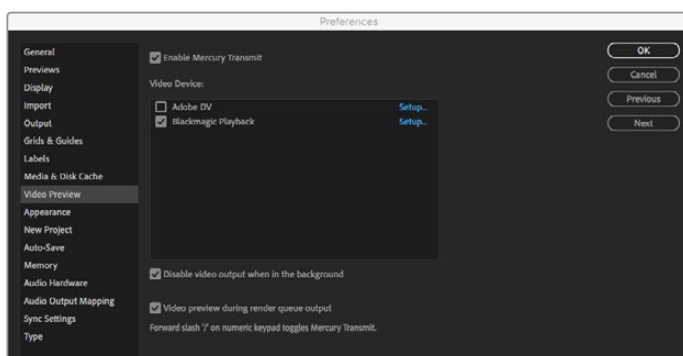 Preferences
General
Previews
Display
Import
Output
Grids & Guides
Labels
Media & Disk Cache
Video Preview
Appearance
New Project
Auto-Save
Memory
Audio Hardware
Audio Output Mapping
Sync Settings
Type
Enable Mercury Transmit
Video Device:
Adobe DV Setup...
Blackmagic Playback Setup...
Disable video output when in the background
Video preview during render queue output
Forward slash '/' on numeric keypad toggles Mercury Transmit.
OK
Cancel
Previous
Next